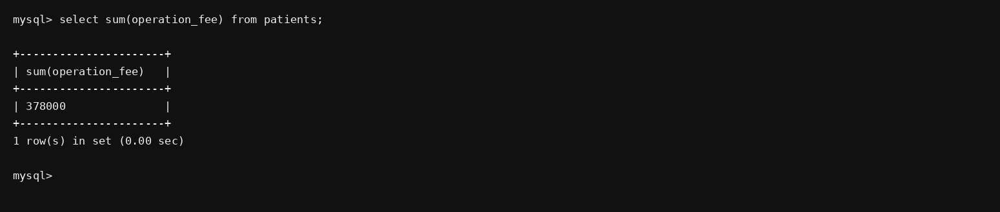 mysql> select sum(operation_fee) from patients;
+----------------------+
| sum(operation_fee)   |
+----------------------+
| 378000               |
+----------------------+
1 row(s) in set (0.00 sec)
mysql>